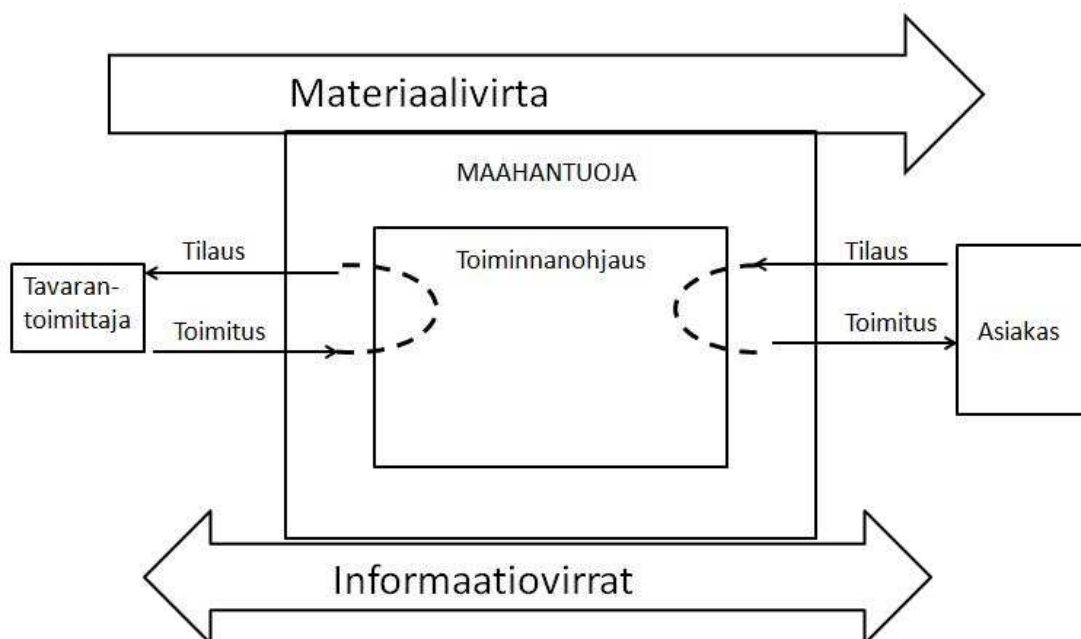 Materiaalivirta
MAAHANTUOJA
Toiminnanohjaus
Tilaus
Tavaran-
toimittaja
Toimitus
Tilaus
Toimitus
Asiakas
Informaatiovirrat